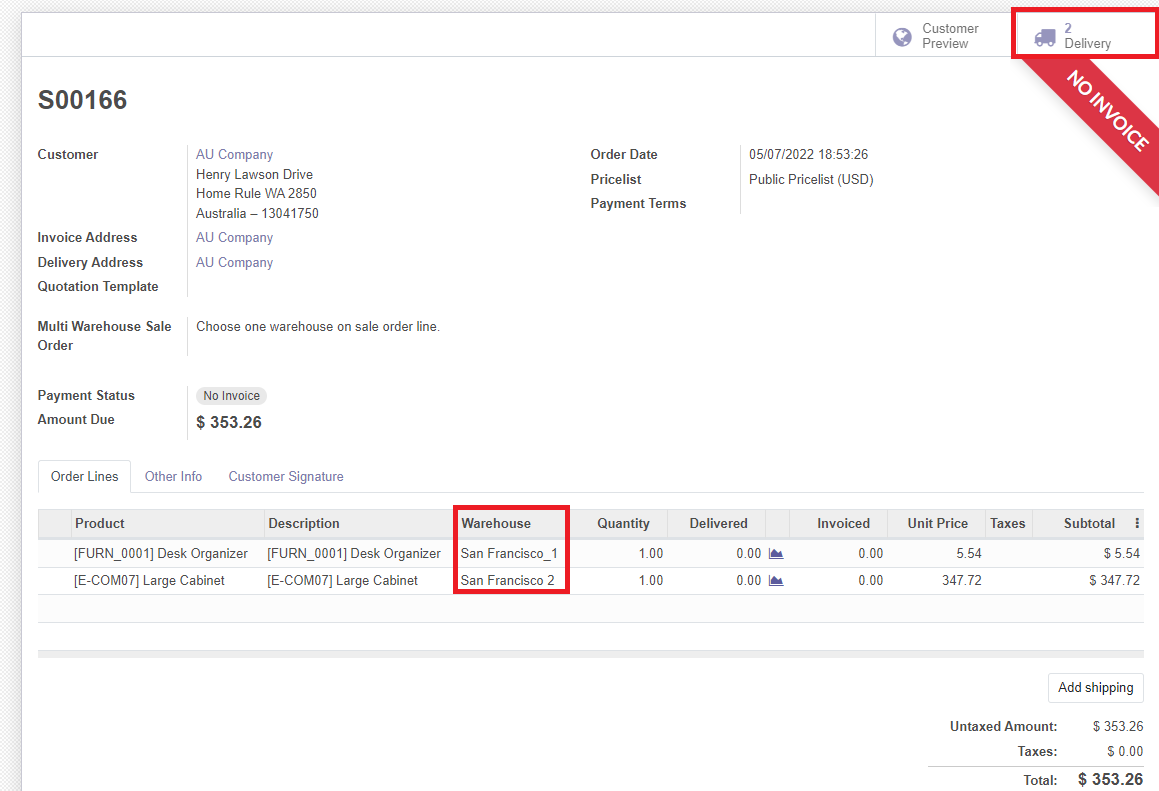 Customer
Preview
2
Delivery
NO INVOICE
S00166
Customer
AU Company
Henry Lawson Drive
Home Rule WA 2850
Australia – 13041750
Invoice Address
AU Company
Delivery Address
AU Company
Quotation Template
Order Date
05/07/2022 18:53:26
Pricelist
Public Pricelist (USD)
Payment Terms
Multi Warehouse Sale
Order
Choose one warehouse on sale order line.
Payment Status
No Invoice
Amount Due
$ 353.26
Order Lines Other Info Customer Signature
Product Description Warehouse Quantity Delivered Invoiced Unit Price Taxes Subtotal
[FURN_0001] Desk Organizer [FURN_0001] Desk Organizer San Francisco_1 1.00 0.00 0.00 5.54 $ 5.54
[E-COM07] Large Cabinet [E-COM07] Large Cabinet San Francisco 2 1.00 0.00 0.00 347.72 $ 347.72
Add shipping
Untaxed Amount: $ 353.26
Taxes: $ 0.00
Total: $ 353.26